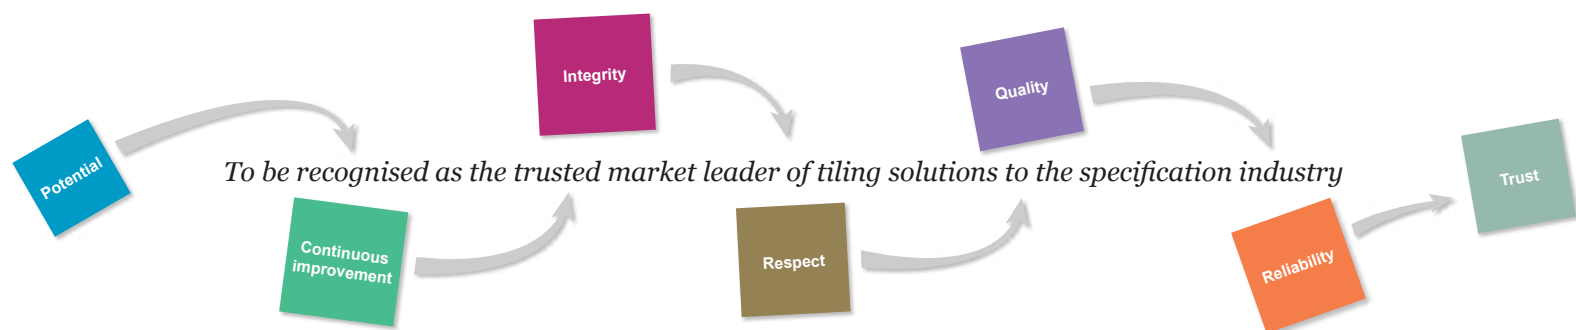 Potential
Continuous
improvement
Integrity
Respect
Quality
Reliability
Trust
To be recognised as the trusted market leader of tiling solutions to the specification industry